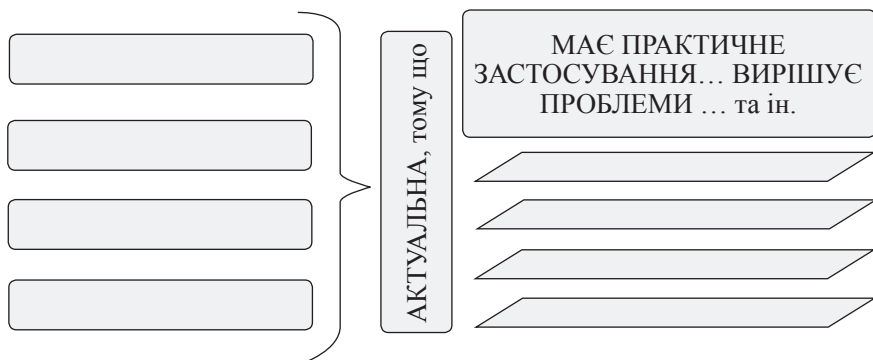 АКТУАЛЬНА, тому що
МАЄ ПРАКТИЧНЕ
ЗАСТОСУВАННЯ… ВИРІШУЄ
ПРОБЛЕМИ … та ін.